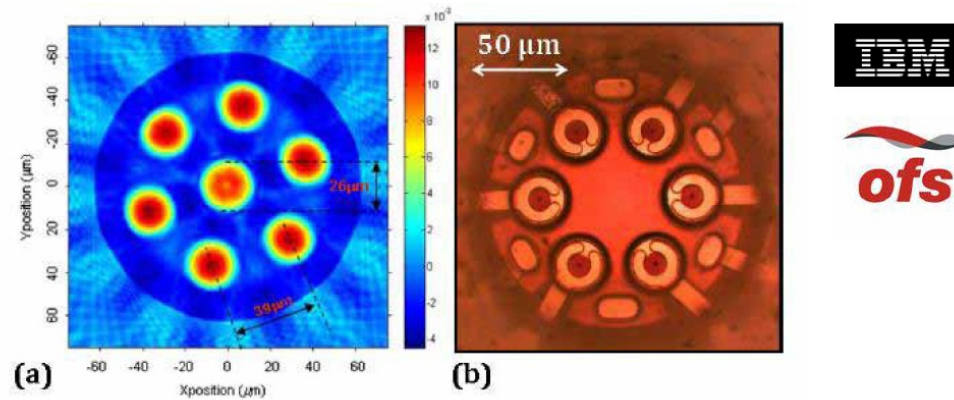 x 10⁻³
-60
-40
-20
0
20
40
60
Yposition (μm)
-60 -40 -20 0 20 40 60
Xposition (μm)
12
10
8
6
4
2
0
-2
-4
26μm
39μm
(a)
50 μm
(b)
IBM
ofs